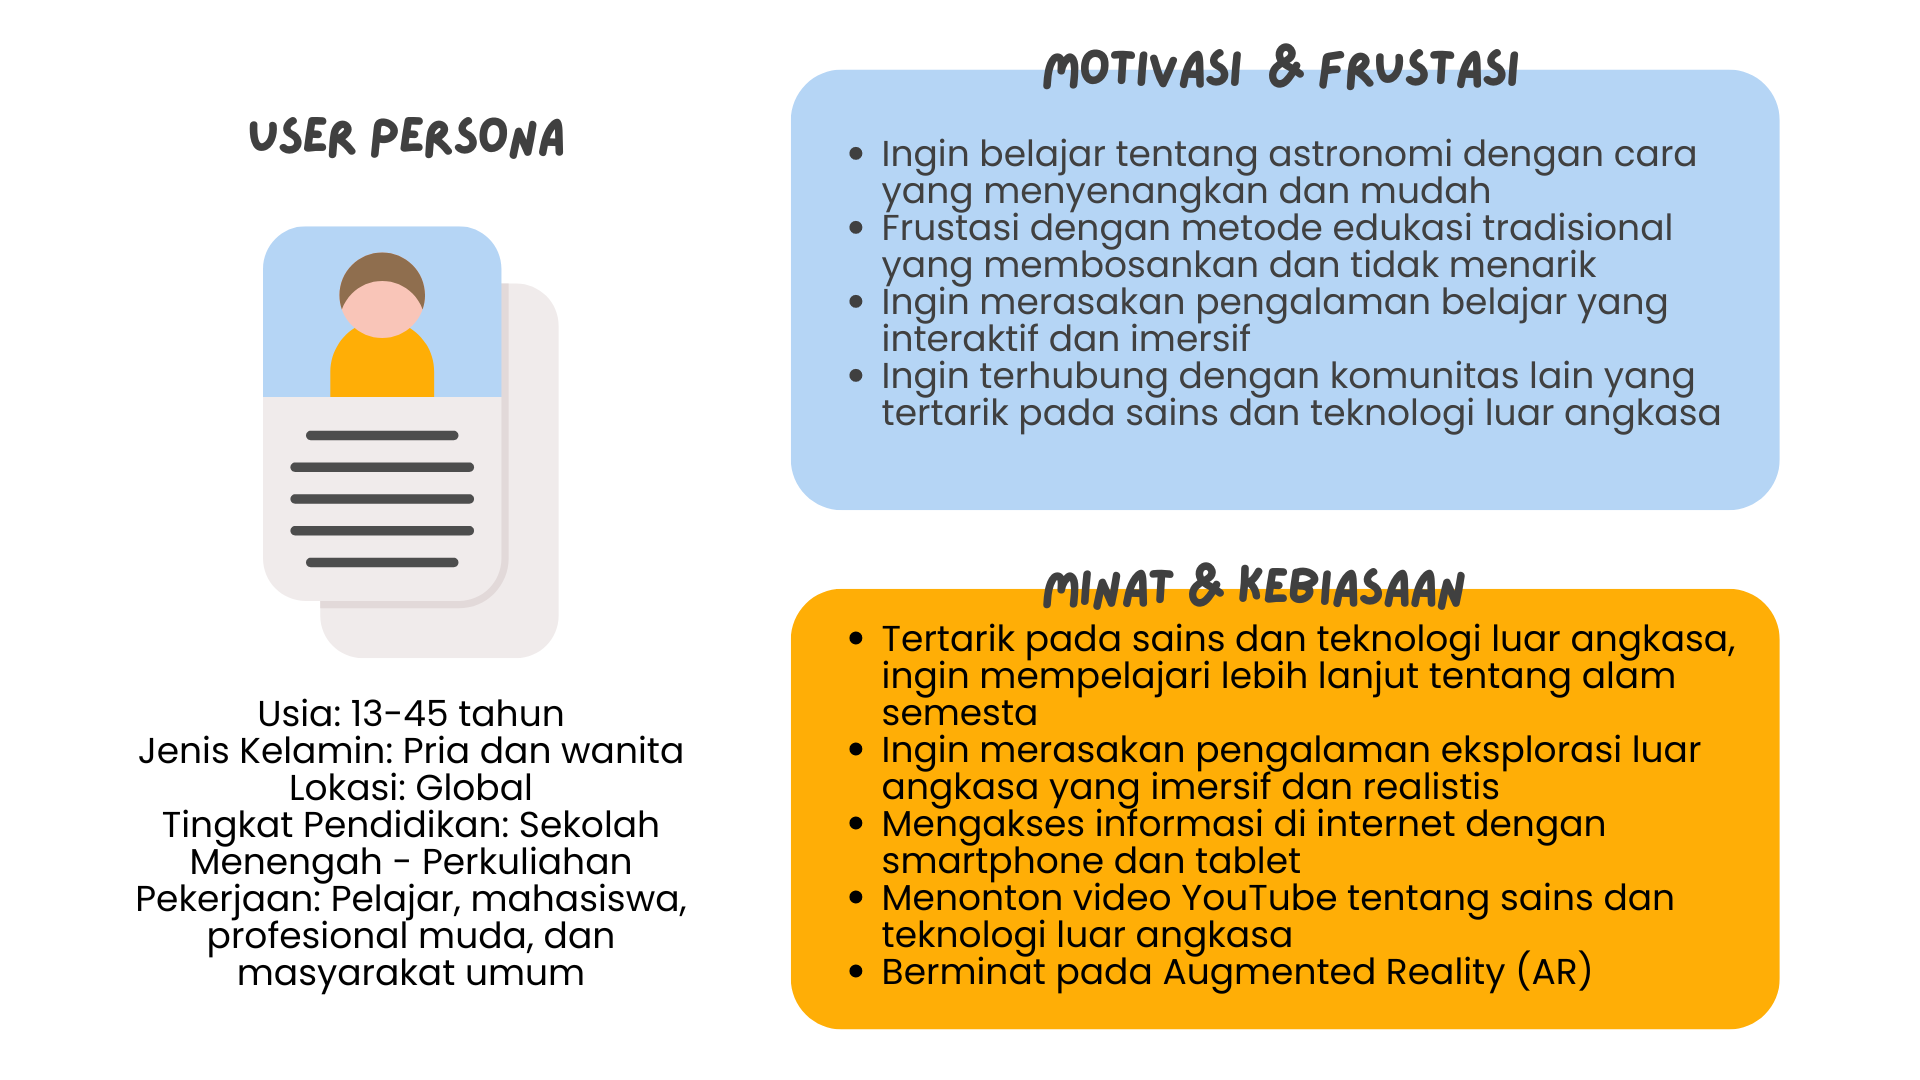 USER PERSONA
Usia: 13-45 tahun
Jenis Kelamin: Pria dan wanita
Lokasi: Global
Tingkat Pendidikan: Sekolah
Menengah - Perkuliahan
Pekerjaan: Pelajar, mahasiswa,
profesional muda, dan
masyarakat umum
MOTIVASI & FRUSTASI
• Ingin belajar tentang astronomi dengan cara
yang menyenangkan dan mudah
• Frustasi dengan metode edukasi tradisional
yang membosankan dan tidak menarik
• Ingin merasakan pengalaman belajar yang
interaktif dan imersif
• Ingin terhubung dengan komunitas lain yang
tertarik pada sains dan teknologi luar angkasa
MINAT & KEBIASAAN
• Tertarik pada sains dan teknologi luar angkasa,
ingin mempelajari lebih lanjut tentang alam
semesta
• Ingin merasakan pengalaman eksplorasi luar
angkasa yang imersif dan realistis
• Mengakses informasi di internet dengan
smartphone dan tablet
• Menonton video YouTube tentang sains dan
teknologi luar angkasa
• Berminat pada Augmented Reality (AR)